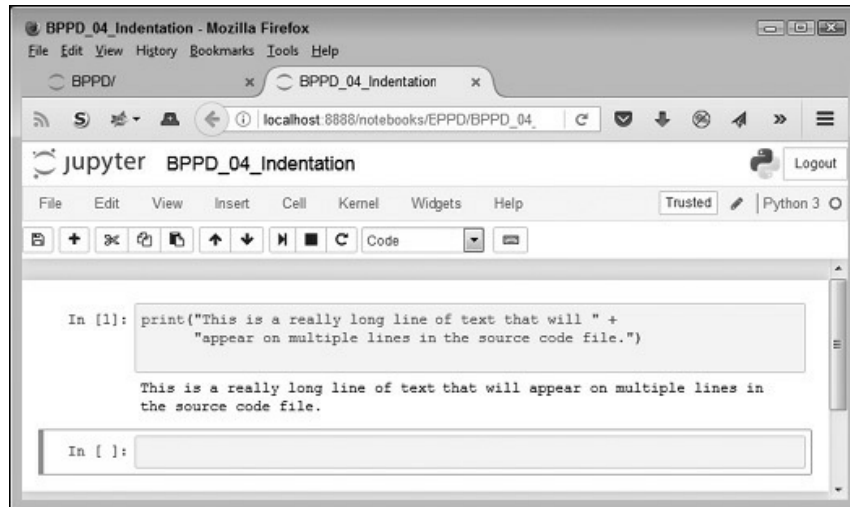 BPPD_04_Indentation - Mozilla Firefox
File Edit View History Bookmarks Tools Help
BPPD/ × BPPD_04_Indentation ×
localhost:8888/notebooks/EPPD/BPPD_04_
jupyter BPPD_04_Indentation Logout
File Edit View Insert Cell Kernel Widgets Help Trusted Python 3
Code
In [1]: print("This is a really long line of text that will " +
"appear on multiple lines in the source code file.")
This is a really long line of text that will appear on multiple lines in
the source code file.
In [ ]: